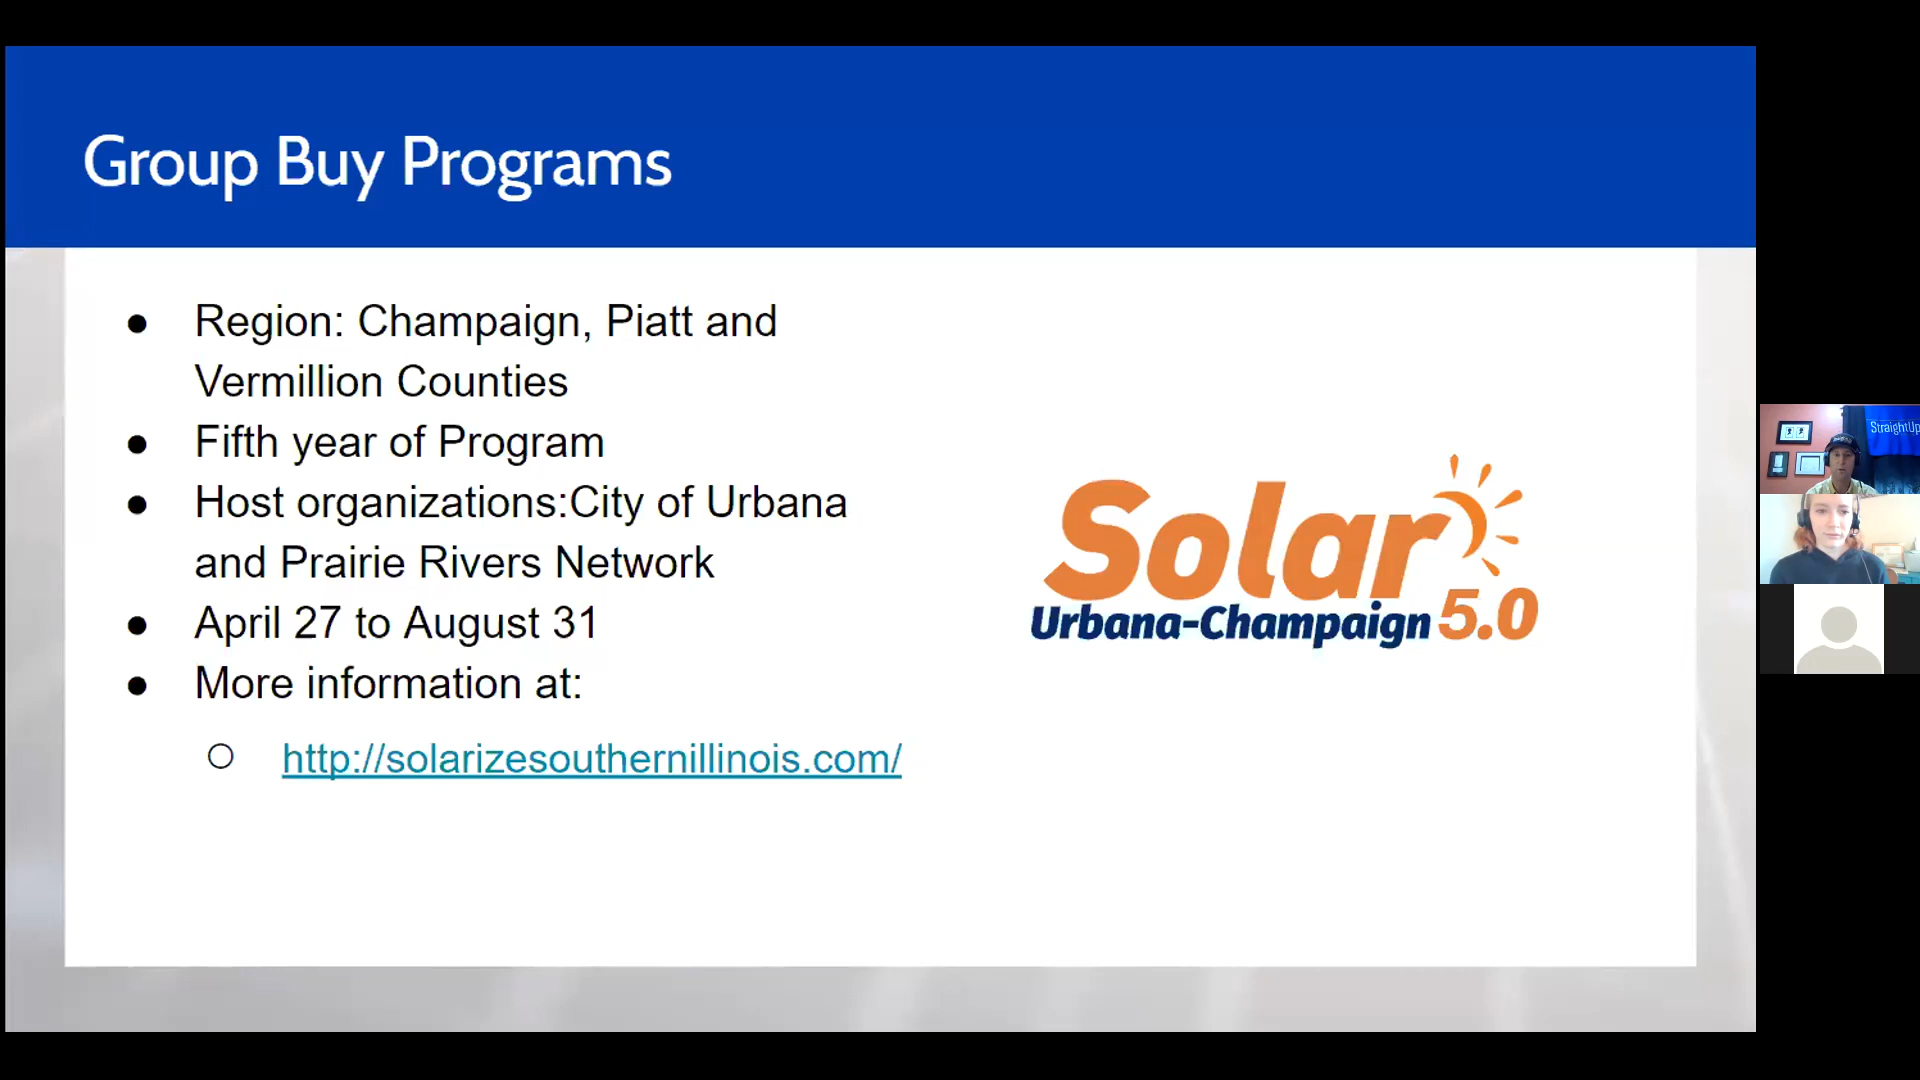 Group Buy Programs
● Region: Champaign, Piatt and
Vermillion Counties
● Fifth year of Program
● Host organizations:City of Urbana
and Prairie Rivers Network
● April 27 to August 31
● More information at:
○ http://solarizesouthernillinois.com/
Solar
Urbana-Champaign 5.0
StraightUp